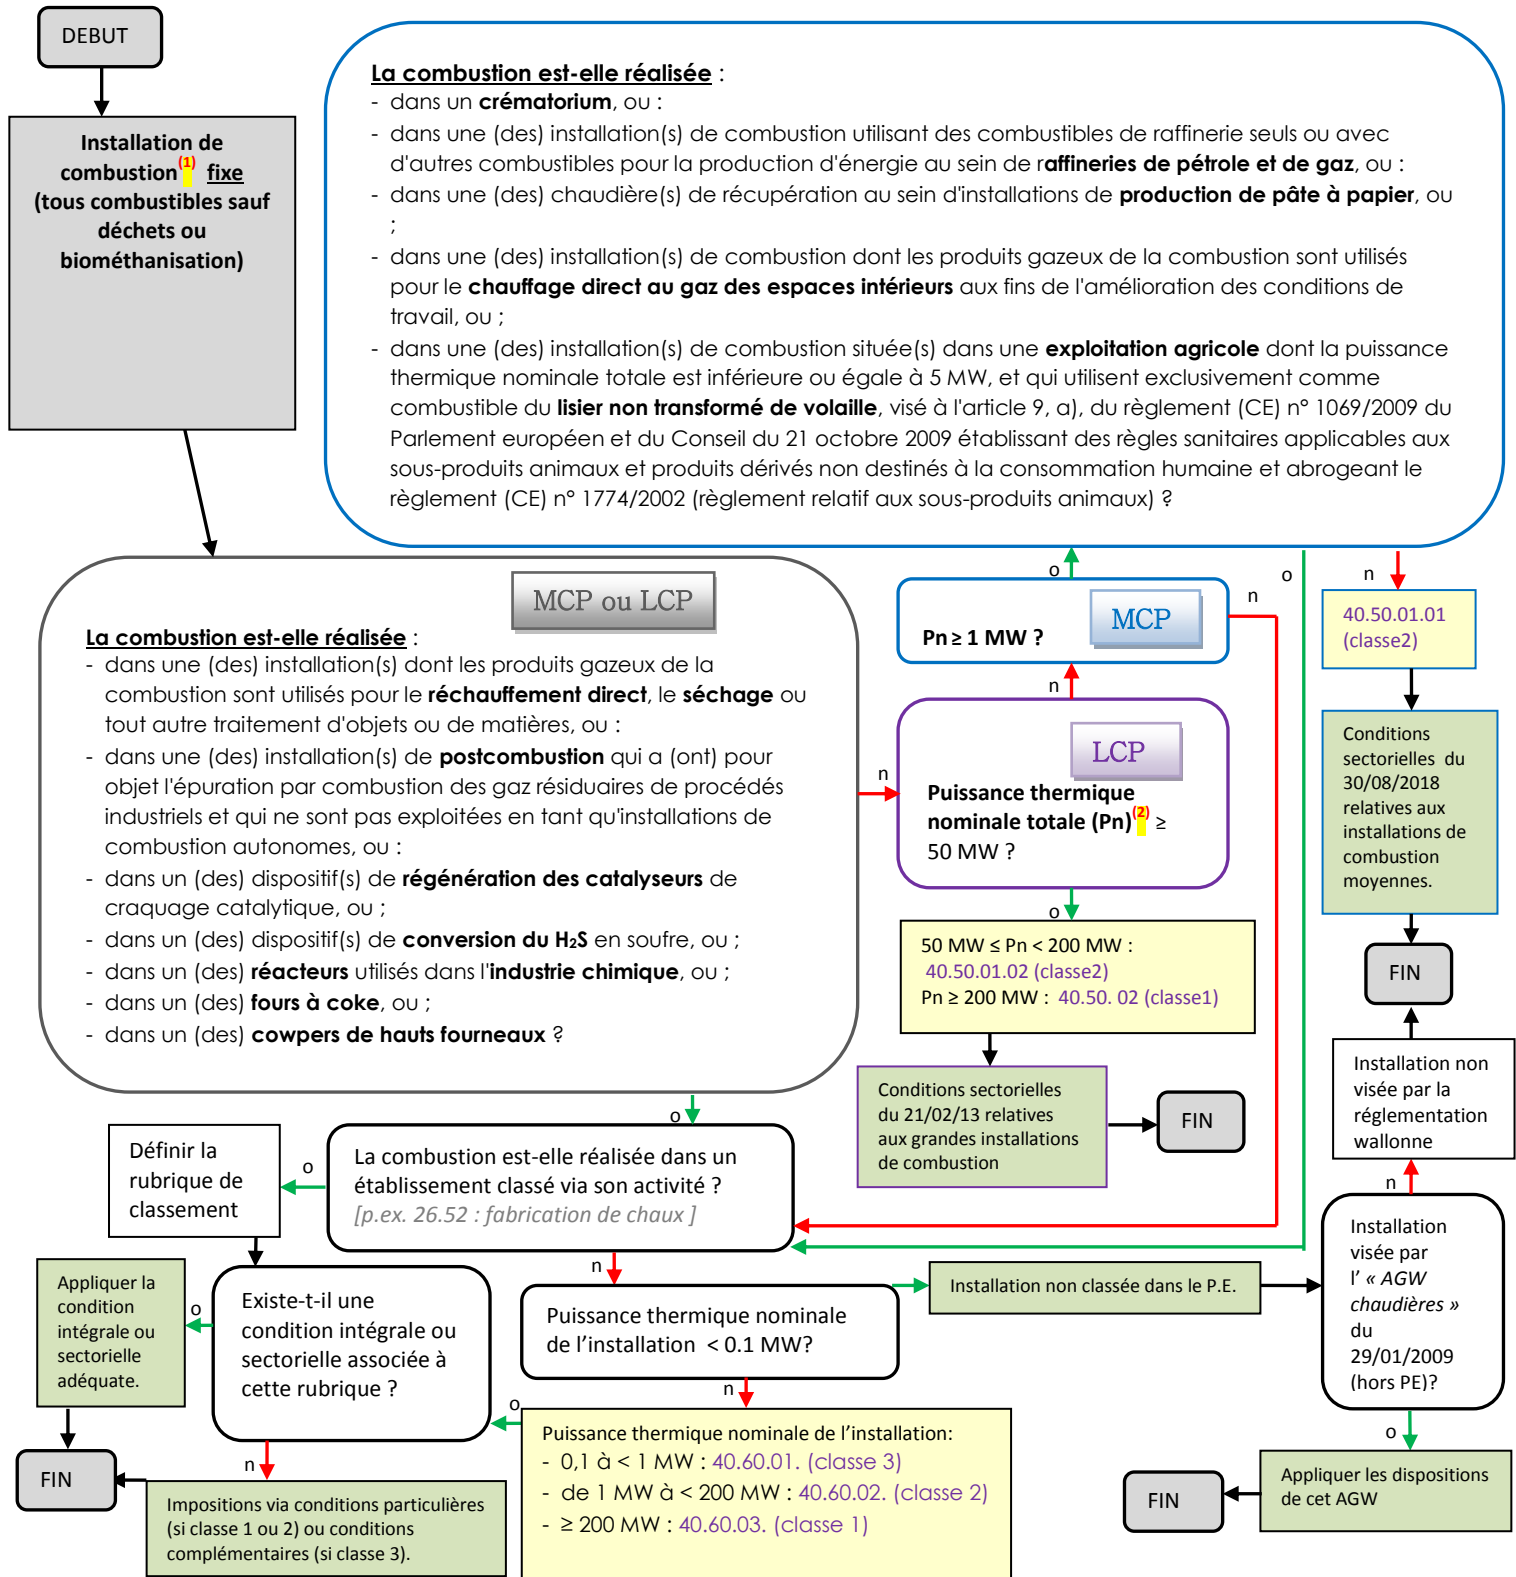 DEBUT
Installation de
combustion(1) fixe
(tous combustibles sauf
déchets ou
biométhanisation)
La combustion est-elle réalisée :
- dans un crématorium, ou :
- dans une (des) installation(s) de combustion utilisant des combustibles de raffinerie seuls ou avec
d'autres combustibles pour la production d'énergie au sein de raffineries de pétrole et de gaz, ou :
- dans une (des) chaudière(s) de récupération au sein d'installations de production de pâte à papier, ou
;
- dans une (des) installation(s) de combustion dont les produits gazeux de la combustion sont utilisés
pour le chauffage direct au gaz des espaces intérieurs aux fins de l'amélioration des conditions de
travail, ou ;
- dans une (des) installation(s) de combustion située(s) dans une exploitation agricole dont la puissance
thermique nominale totale est inférieure ou égale à 5 MW, et qui utilisent exclusivement comme
combustible du lisier non transformé de volaille, visé à l'article 9, a), du règlement (CE) n° 1069/2009 du
Parlement européen et du Conseil du 21 octobre 2009 établissant des règles sanitaires applicables aux
sous-produits animaux et produits dérivés non destinés à la consommation humaine et abrogeant le
règlement (CE) n° 1774/2002 (règlement relatif aux sous-produits animaux) ?
MCP ou LCP
La combustion est-elle réalisée :
- dans une (des) installation(s) dont les produits gazeux de la
combustion sont utilisés pour le réchauffement direct, le séchage ou
tout autre traitement d'objets ou de matières, ou :
- dans une (des) installation(s) de postcombustion qui a (ont) pour
objet l'épuration par combustion des gaz résiduaires de procédés
industriels et qui ne sont pas exploitées en tant qu'installations de
combustion autonomes, ou :
- dans un (des) dispositif(s) de régénération des catalyseurs de
craquage catalytique, ou ;
- dans un (des) dispositif(s) de conversion du H2S en soufre, ou ;
- dans un (des) réacteurs utilisés dans l'industrie chimique, ou ;
- dans un (des) fours à coke, ou ;
- dans un (des) cowpers de hauts fourneaux ?
o
n
o
n
MCP
Pn ≥ 1 MW ?
n
n
LCP
Puissance thermique
nominale totale (Pn)(2) ≥
50 MW ?
o
50 MW ≤ Pn < 200 MW :
40.50.01.02 (classe2)
Pn ≥ 200 MW : 40.50. 02 (classe1)
Conditions sectorielles
du 21/02/13 relatives
aux grandes installations
de combustion
FIN
40.50.01.01
(classe2)
Conditions
sectorielles du
30/08/2018
relatives aux
installations de
combustion
moyennes.
FIN
Installation non
visée par la
réglementation
wallonne
n
Installation
visée par
l' « AGW
chaudières »
du
29/01/2009
(hors PE)?
o
Appliquer les dispositions
de cet AGW
FIN
o
La combustion est-elle réalisée dans un
établissement classé via son activité ?
[p.ex. 26.52 : fabrication de chaux ]
o
Définir la
rubrique de
classement
n
Puissance thermique nominale
de l'installation < 0.1 MW?
o
Installation non classée dans le P.E.
Existe-t-il une
condition intégrale ou
sectorielle associée à
cette rubrique ?
o
Appliquer la
condition
intégrale ou
sectorielle
adéquate.
FIN
n
Impositions via conditions particulières
(si classe 1 ou 2) ou conditions
complémentaires (si classe 3).
n
o
Puissance thermique nominale de l'installation:
- 0,1 à < 1 MW : 40.60.01. (classe 3)
- de 1 MW à < 200 MW : 40.60.02. (classe 2)
- ≥ 200 MW : 40.60.03. (classe 1)